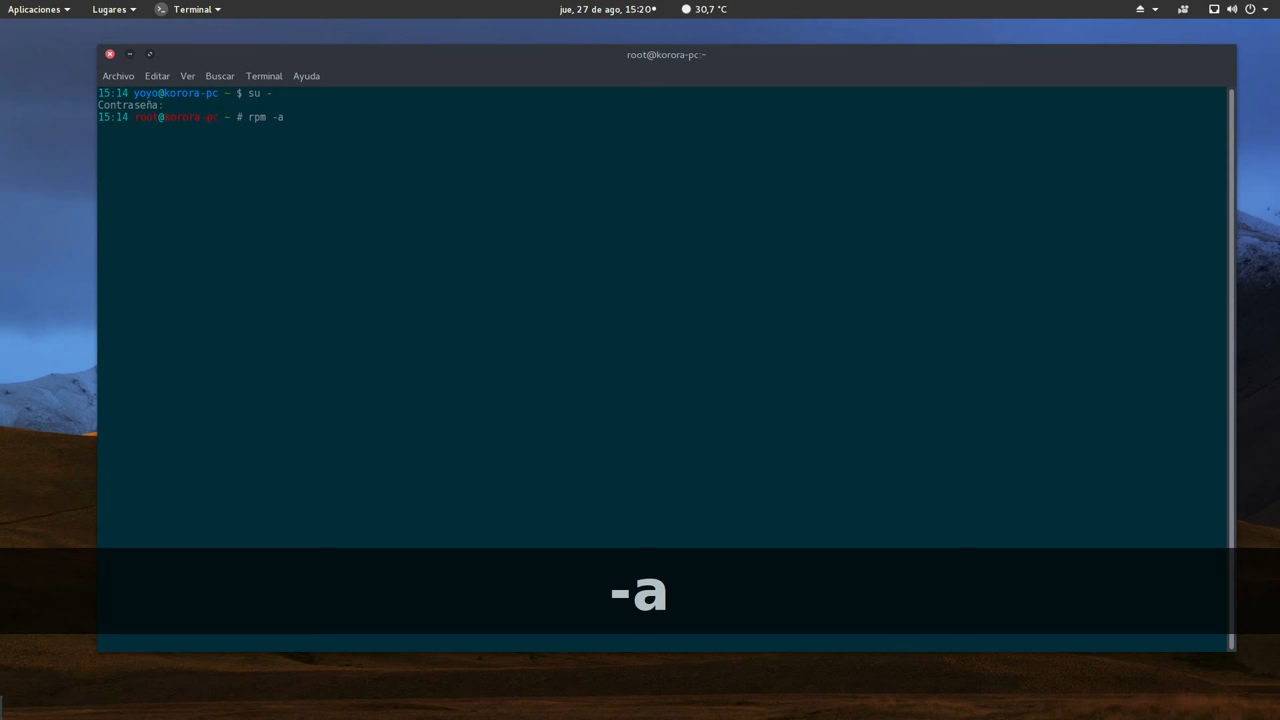 Aplicaciones Lugares Terminal jue, 27 de ago, 15:20 30,7 °C
root@korora-pc:~
Archivo Editar Ver Buscar Terminal Ayuda
15:14 yoyo@korora-pc ~ $ su -
Contraseña:
15:14 root@korora-pc ~ # rpm -a
-a